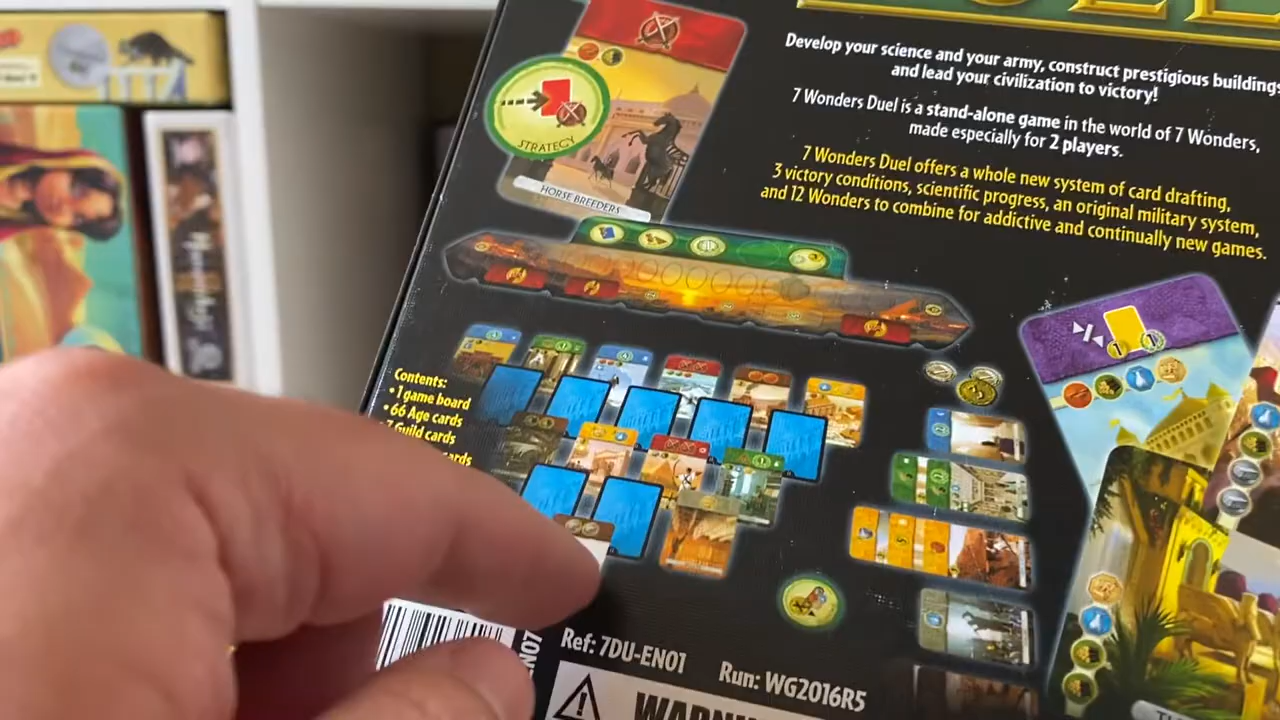 Develop your science and your army, construct prestigious buildings
and lead your civilization to victory!
7 Wonders Duel is a stand-alone game in the world of 7 Wonders,
made especially for 2 players.
7 Wonders Duel offers a whole new system of card drafting,
3 victory conditions, scientific progress, an original military system,
and 12 Wonders to combine for addictive and continually new games.
STRATEGY
HORSE BREEDERS
Contents:
• 1 game board
• 66 Age cards
7 Guild cards
cards
EN07
Ref: 7DU-EN01
Run: WG2016R5